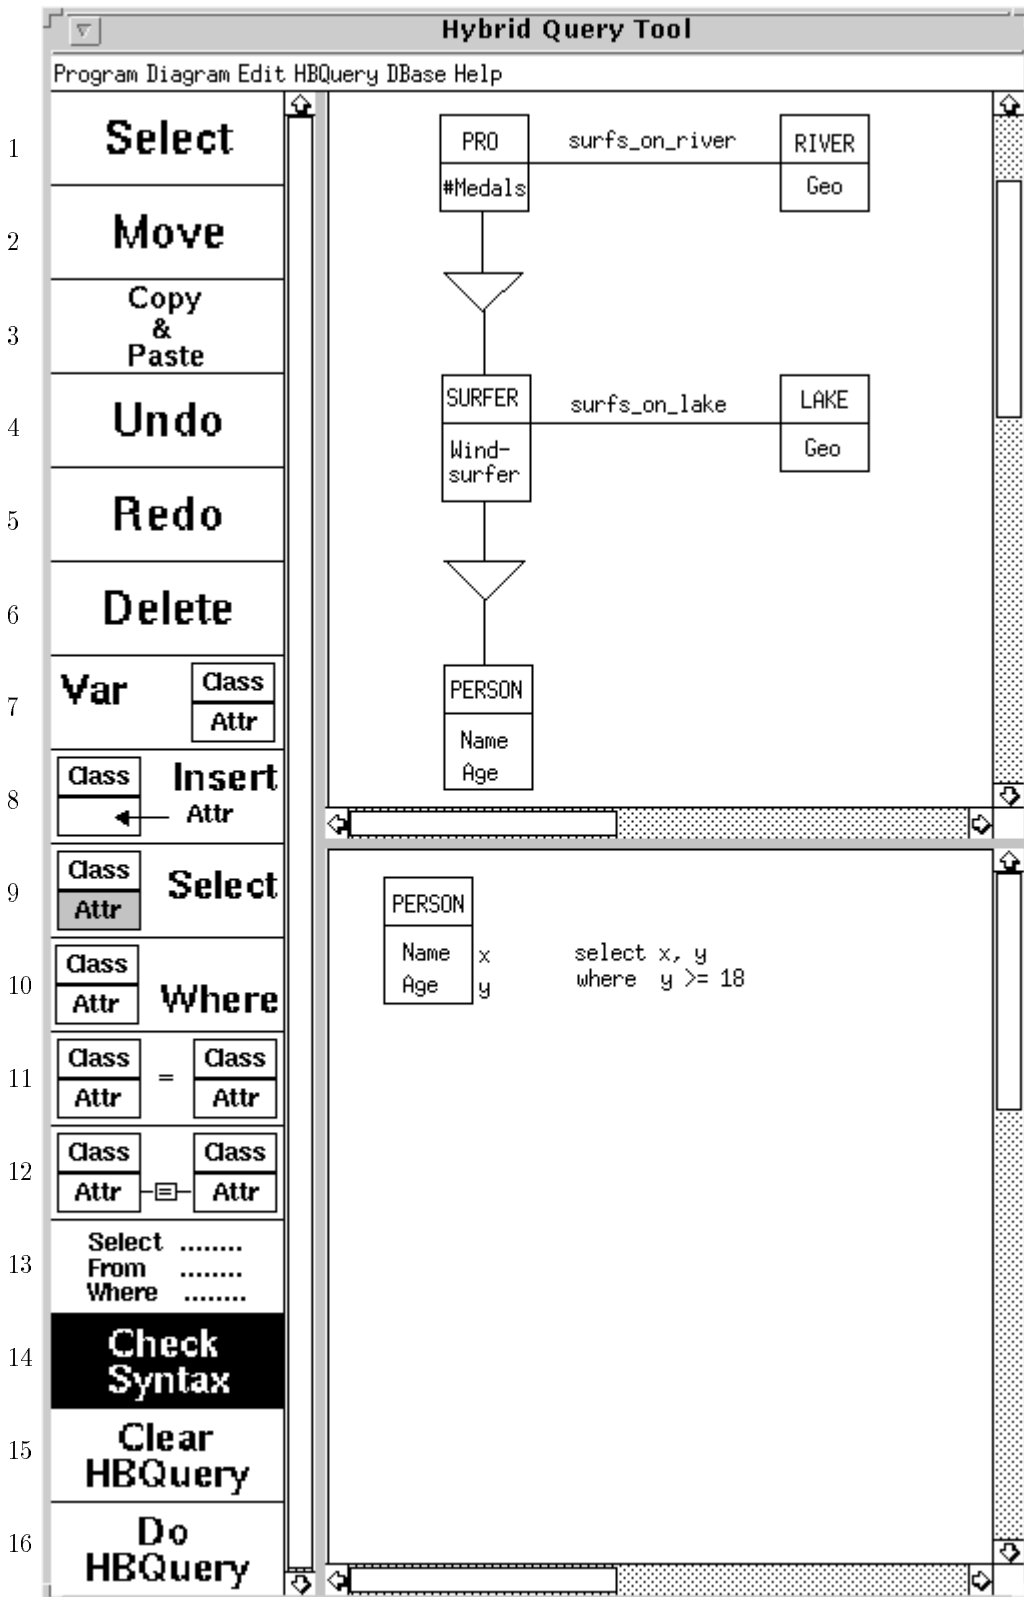 Hybrid Query Tool
Program Diagram Edit HBQuery DBase Help
1 Select
2 Move
3 Copy
&
Paste
4 Undo
5 Redo
6 Delete
7 Var Class
Attr
8 Class Insert
Attr
9 Class Select
Attr
10 Class
Attr Where
11 Class = Class
Attr Attr
12 Class Class
Attr = Attr
13 Select ........
From ........
Where ........
14 Check
Syntax
15 Clear
HBQuery
16 Do
HBQuery
PRO surfs_on_river RIVER
#Medals Geo
SURFER surfs_on_lake LAKE
Wind- Geo
surfer
PERSON
Name
Age
PERSON
Name x select x, y
Age y where y >= 18